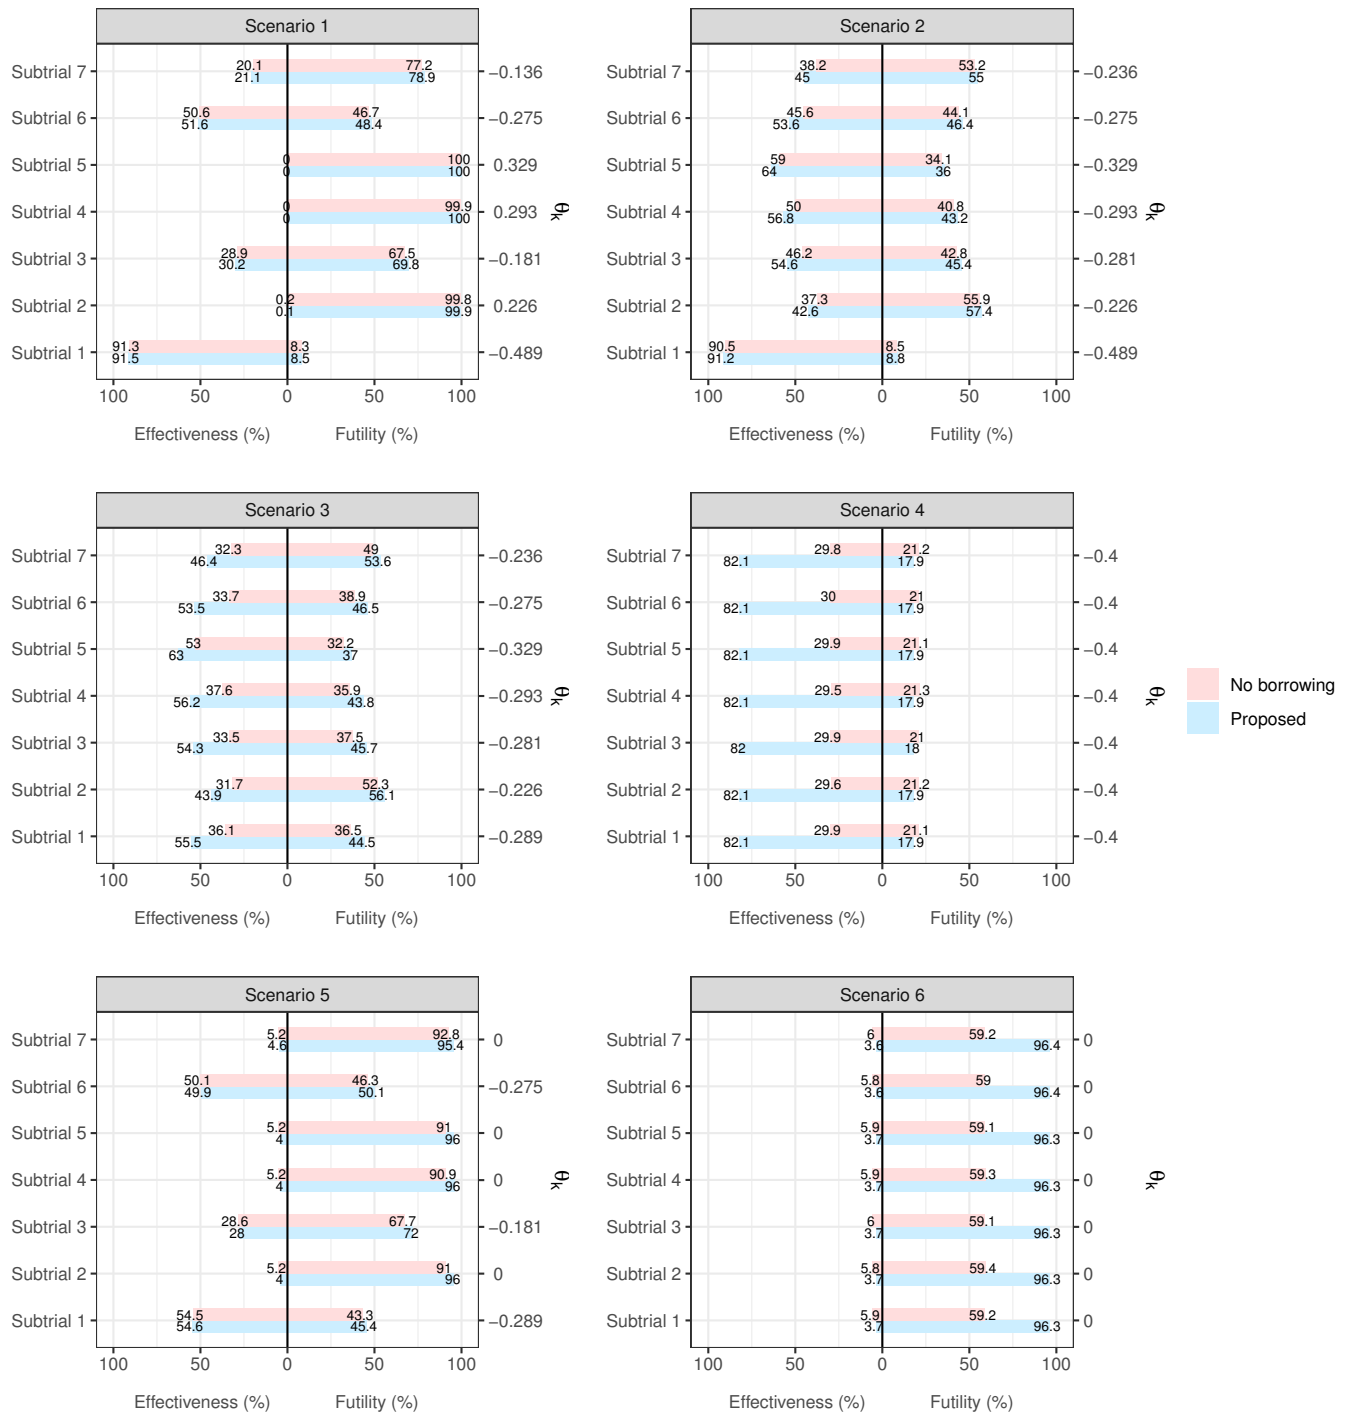 Scenario 1
Subtrial 7 20.1 77.2 −0.136
21.1 78.9
Subtrial 6 50.6 46.7 −0.275
51.6 48.4
Subtrial 5 0 100 0.329
0 100
Subtrial 4 0 99.9 0.293
0 100
Subtrial 3 28.9 67.5 −0.181
30.2 69.8
Subtrial 2 0.2 99.8 0.226
0.1 99.9
Subtrial 1 91.3 8.3 −0.489
91.5 8.5
θk
100 50 0 50 100
Effectiveness (%) Futility (%)
Scenario 2
Subtrial 7 38.2 53.2 −0.236
45 55
Subtrial 6 45.6 44.1 −0.275
53.6 46.4
Subtrial 5 59 34.1 −0.329
64 36
Subtrial 4 50 40.8 −0.293
56.8 43.2
Subtrial 3 46.2 42.8 −0.281
54.6 45.4
Subtrial 2 37.3 55.9 −0.226
42.6 57.4
Subtrial 1 90.5 8.5 −0.489
91.2 8.8
θk
100 50 0 50 100
Effectiveness (%) Futility (%)
Scenario 3
Subtrial 7 32.3 49 −0.236
46.4 53.6
Subtrial 6 33.7 38.9 −0.275
53.5 46.5
Subtrial 5 53 32.2 −0.329
63 37
Subtrial 4 37.6 35.9 −0.293
56.2 43.8
Subtrial 3 33.5 37.5 −0.281
54.3 45.7
Subtrial 2 31.7 52.3 −0.226
43.9 56.1
Subtrial 1 36.1 36.5 −0.289
55.5 44.5
θk
100 50 0 50 100
Effectiveness (%) Futility (%)
Scenario 4
Subtrial 7 29.8 21.2 −0.4
82.1 17.9
Subtrial 6 30 21 −0.4
82.1 17.9
Subtrial 5 29.9 21.1 −0.4
82.1 17.9
Subtrial 4 29.5 21.3 −0.4
82.1 17.9
Subtrial 3 29.9 21 −0.4
82 18
Subtrial 2 29.6 21.2 −0.4
82.1 17.9
Subtrial 1 29.9 21.1 −0.4
82.1 17.9
θk
100 50 0 50 100
Effectiveness (%) Futility (%)
No borrowing
Proposed
Scenario 5
Subtrial 7 5.2 92.8 0
4.6 95.4
Subtrial 6 50.1 46.3 −0.275
49.9 50.1
Subtrial 5 5.2 91 0
4 96
Subtrial 4 5.2 90.9 0
4 96
Subtrial 3 28.6 67.7 −0.181
28 72
Subtrial 2 5.2 91 0
4 96
Subtrial 1 54.5 43.3 −0.289
54.6 45.4
θk
100 50 0 50 100
Effectiveness (%) Futility (%)
Scenario 6
Subtrial 7 6 59.2 0
3.6 96.4
Subtrial 6 5.8 59 0
3.6 96.4
Subtrial 5 5.9 59.1 0
3.7 96.3
Subtrial 4 5.9 59.3 0
3.7 96.3
Subtrial 3 6 59.1 0
3.7 96.3
Subtrial 2 5.8 59.4 0
3.7 96.3
Subtrial 1 5.9 59.2 0
3.7 96.3
θk
100 50 0 50 100
Effectiveness (%) Futility (%)